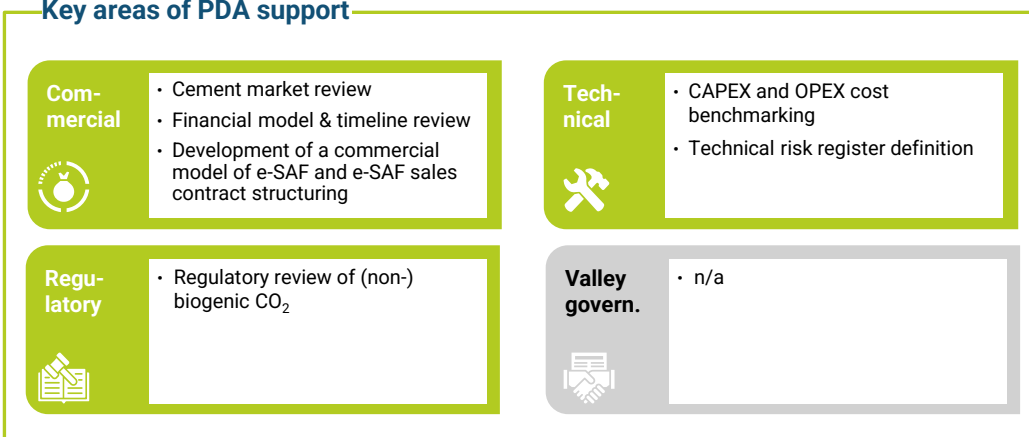 Key areas of PDA support
Com-
mercial
• Cement market review
• Financial model & timeline review
• Development of a commercial
model of e-SAF and e-SAF sales
contract structuring
Tech-
nical
• CAPEX and OPEX cost
benchmarking
• Technical risk register definition
Regu-
latory
• Regulatory review of (non-)
biogenic CO₂
Valley
govern.
• n/a